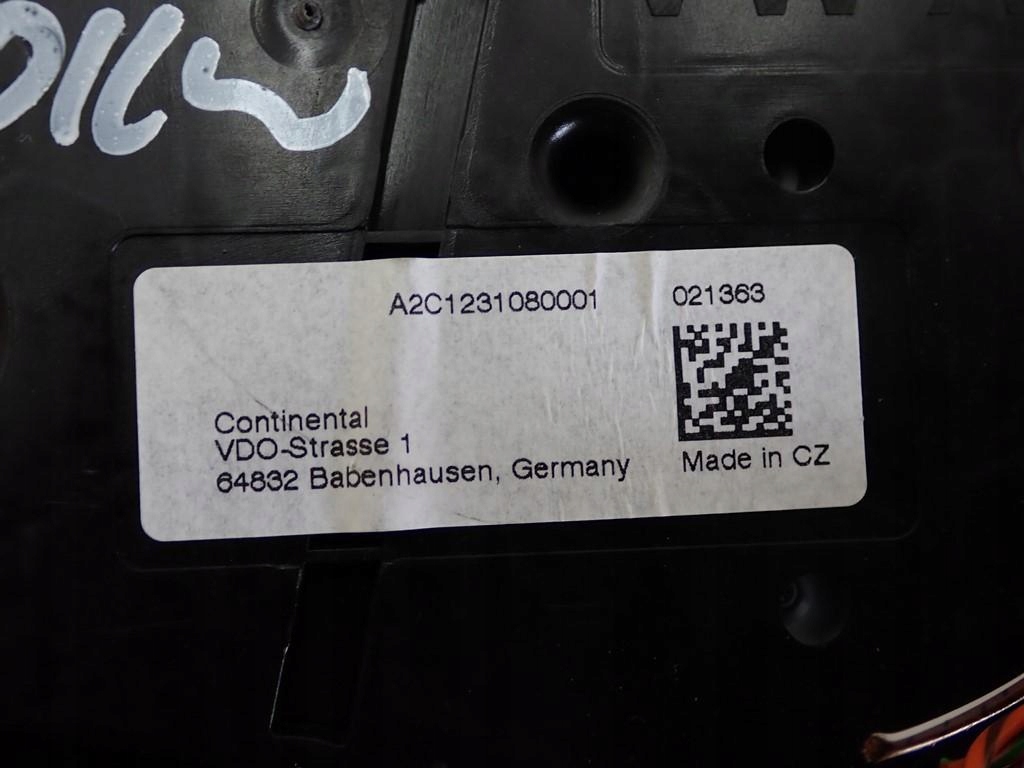 A2C1231080001
021363
Continental
VDO-Strasse 1
64832 Babenhausen, Germany
Made in CZ